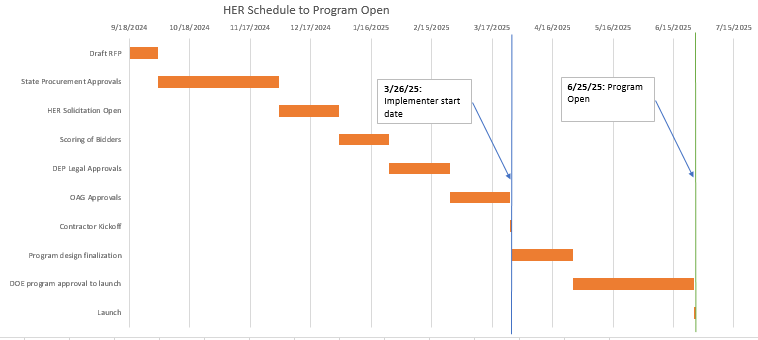 HER Schedule to Program Open
9/18/2024 10/18/2024 11/17/2024 12/17/2024 1/16/2025 2/15/2025 3/17/2025 4/16/2025 5/16/2025 6/15/2025 7/15/2025
Draft RFP
State Procurement Approvals
3/26/25:
Implementer start
date
6/25/25: Program
Open
HER Solicitation Open
Scoring of Bidders
DEP Legal Approvals
OAG Approvals
Contractor Kickoff
Program design finalization
DOE program approval to launch
Launch